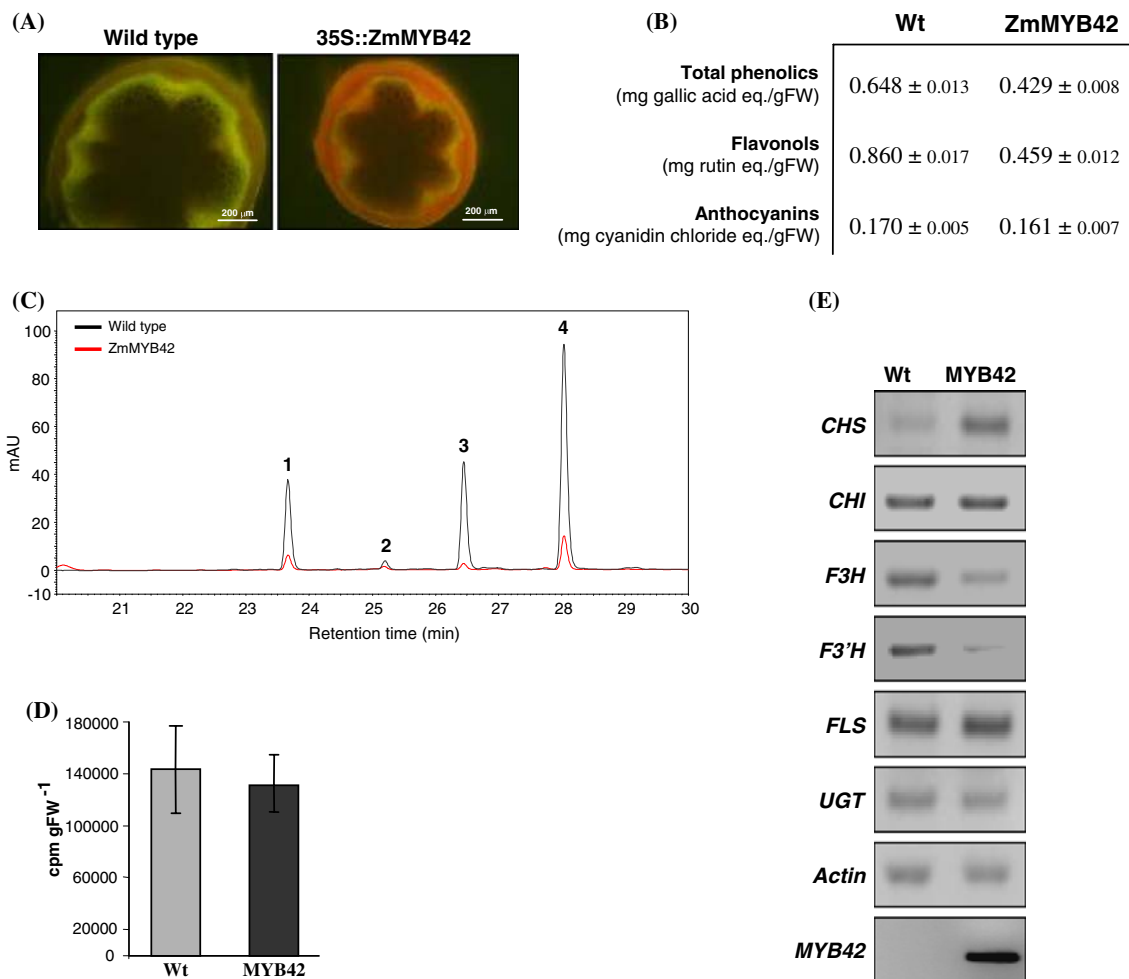 (A)
Wild type 35S::ZmMYB42
200 µm 200 µm
(B)
Wt ZmMYB42
Total phenolics
(mg gallic acid eq./gFW) 0.648 ± 0.013 0.429 ± 0.008
Flavonols
(mg rutin eq./gFW) 0.860 ± 0.017 0.459 ± 0.012
Anthocyanins
(mg cyanidin chloride eq./gFW) 0.170 ± 0.005 0.161 ± 0.007
(C)
Wild type
ZmMYB42
mAU
100
80
60
40
20
0
-10
1
2
3
4
21 22 23 24 25 26 27 28 29 30
Retention time (min)
(D)
cpm gFW⁻¹
180000
140000
100000
60000
20000
0
Wt MYB42
(E)
Wt MYB42
CHS
CHI
F3H
F3'H
FLS
UGT
Actin
MYB42